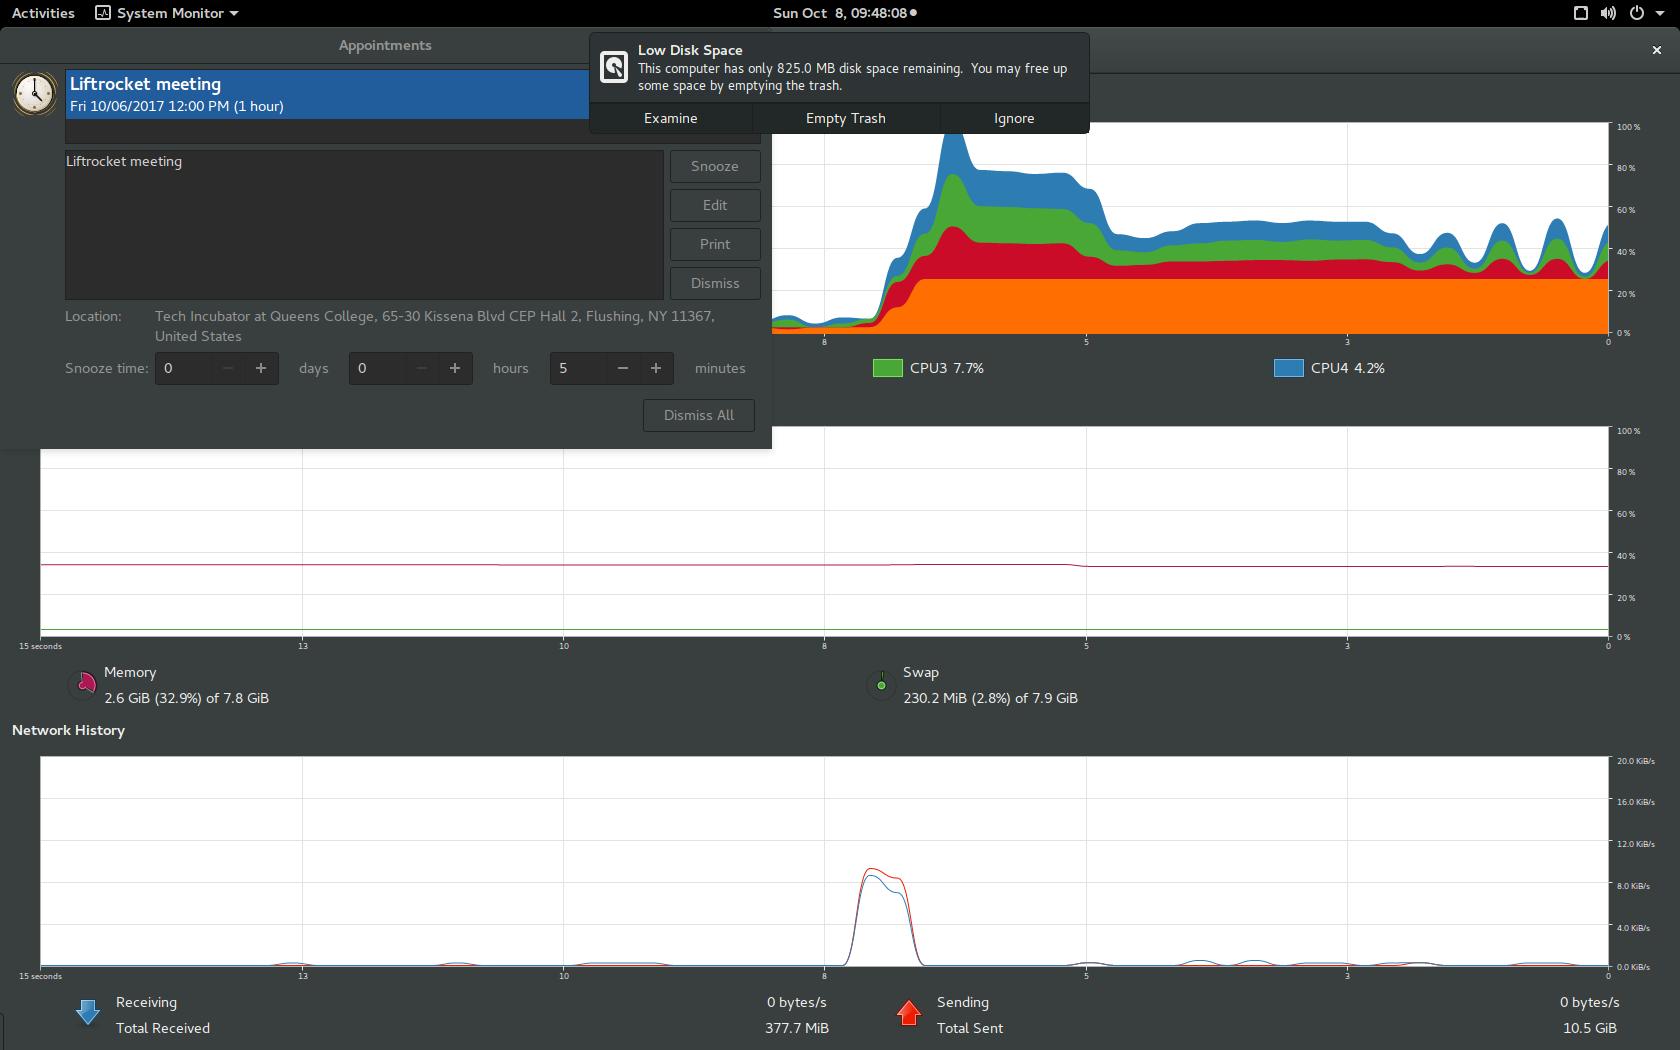 Activities System Monitor Sun Oct 8, 09:48:08
Appointments
Low Disk Space
This computer has only 825.0 MB disk space remaining. You may free up
some space by emptying the trash.
Examine Empty Trash Ignore
Liftrocket meeting
Fri 10/06/2017 12:00 PM (1 hour)
Liftrocket meeting
Snooze
Edit
Print
Dismiss
Location: Tech Incubator at Queens College, 65-30 Kissena Blvd CEP Hall 2, Flushing, NY 11367,
United States
Snooze time: 0 days 0 hours 5 minutes
Dismiss All
100 %
80 %
60 %
40 %
20 %
0 %
8 5 3 0
CPU3 7.7% CPU4 4.2%
100 %
80 %
60 %
40 %
20 %
0 %
15 seconds 13 10 8 5 3 0
Memory
2.6 GiB (32.9%) of 7.8 GiB
Swap
230.2 MiB (2.8%) of 7.9 GiB
Network History
20.0 KiB/s
16.0 KiB/s
12.0 KiB/s
8.0 KiB/s
4.0 KiB/s
0.0 KiB/s
15 seconds 13 10 8 5 3 0
Receiving 0 bytes/s
Total Received 377.7 MiB
Sending 0 bytes/s
Total Sent 10.5 GiB